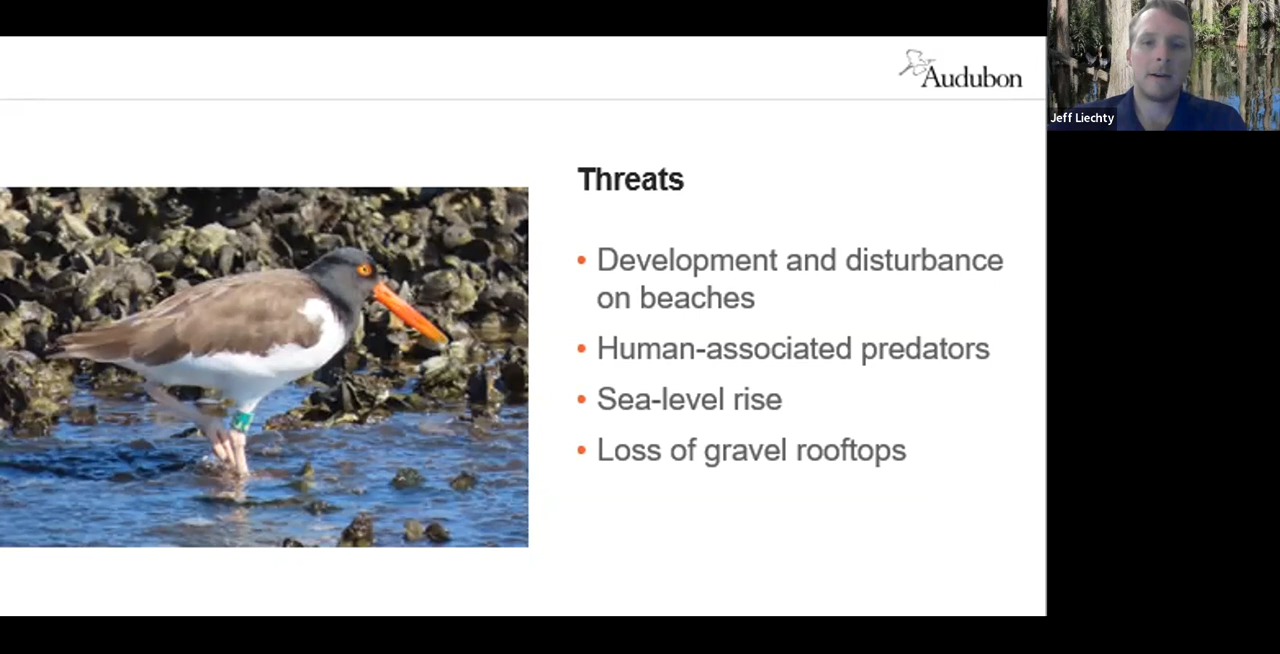 Audubon
Jeff Liechty
Threats
• Development and disturbance
on beaches
• Human-associated predators
• Sea-level rise
• Loss of gravel rooftops